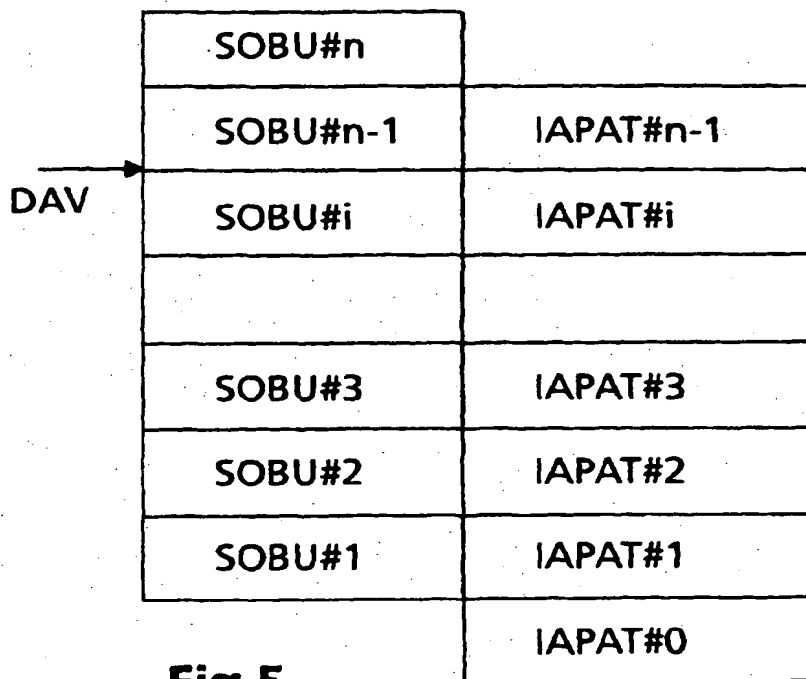 SOBU#n
SOBU#n-1 IAPAT#n-1
DAV
SOBU#i IAPAT#i
SOBU#3 IAPAT#3
SOBU#2 IAPAT#2
SOBU#1 IAPAT#1
IAPAT#0
Fig.5